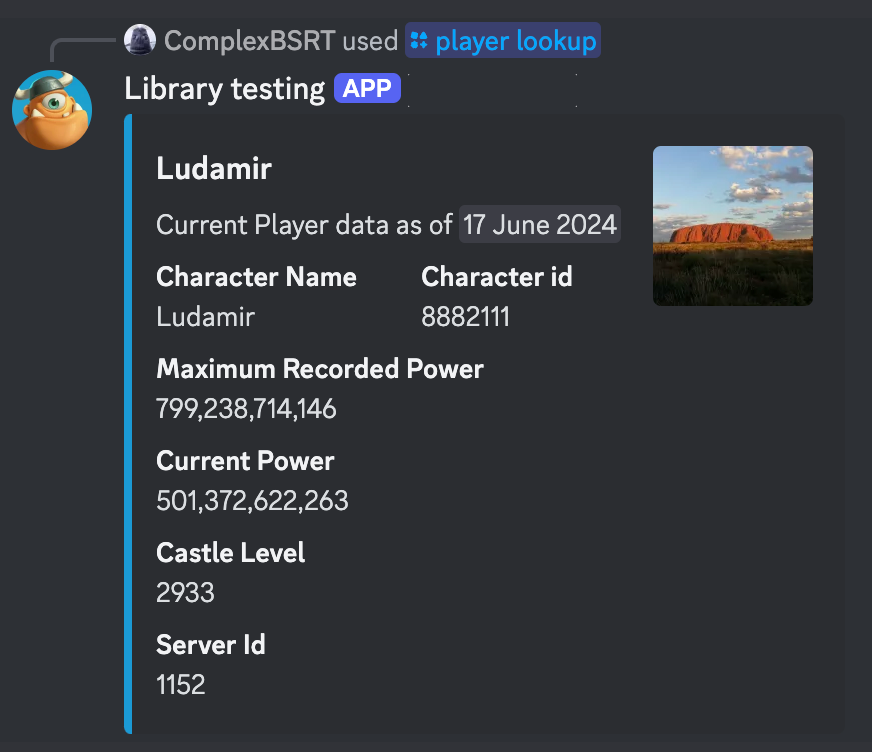 ComplexBSRT used player lookup
Library testing APP
Ludamir
Current Player data as of 17 June 2024
Character Name Character id
Ludamir 8882111
Maximum Recorded Power
799,238,714,146
Current Power
501,372,622,263
Castle Level
2933
Server Id
1152